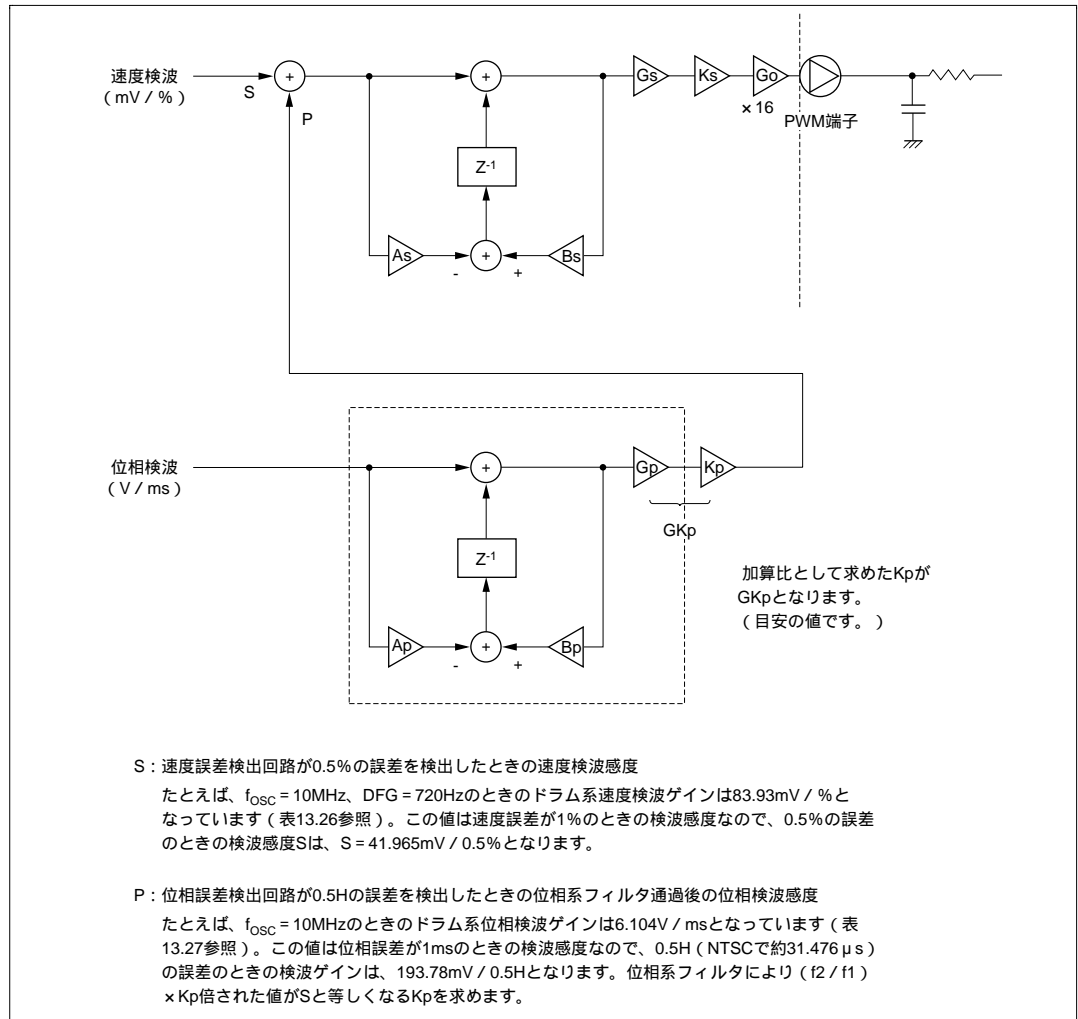 速度検波
（mV / %）
S
+
P
+
Z-1
As
-
+
+
Bs
Gs
Ks
Go
×16
PWM端子
位相検波
（V / ms）
+
Z-1
Ap
-
+
+
Bp
Gp
Kp
GKp
加算比として求めたKpが
GKpとなります。
（目安の値です。）
S：速度誤差検出回路が0.5%の誤差を検出したときの速度検波感度
たとえば、fOSC = 10MHz、DFG = 720Hzのときのドラム系速度検波ゲインは83.93mV / %と
なっています（表13.26参照）。この値は速度誤差が1%のときの検波感度なので、0.5%の誤差
のときの検波感度Sは、S = 41.965mV / 0.5%となります。
P：位相誤差検出回路が0.5Hの誤差を検出したときの位相系フィルタ通過後の位相検波感度
たとえば、fOSC = 10MHzのときのドラム系位相検波ゲインは6.104V / msとなっています（表
13.27参照）。この値は位相誤差が1msのときの検波感度なので、0.5H（NTSCで約31.476μs）
の誤差のときの検波ゲインは、193.78mV / 0.5Hとなります。位相系フィルタにより（f2 / f1）
×Kp倍された値がSと等しくなるKpを求めます。